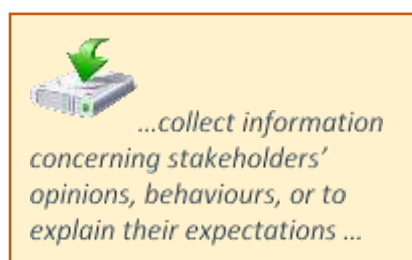 ...collect information
concerning stakeholders'
opinions, behaviours, or to
explain their expectations ...